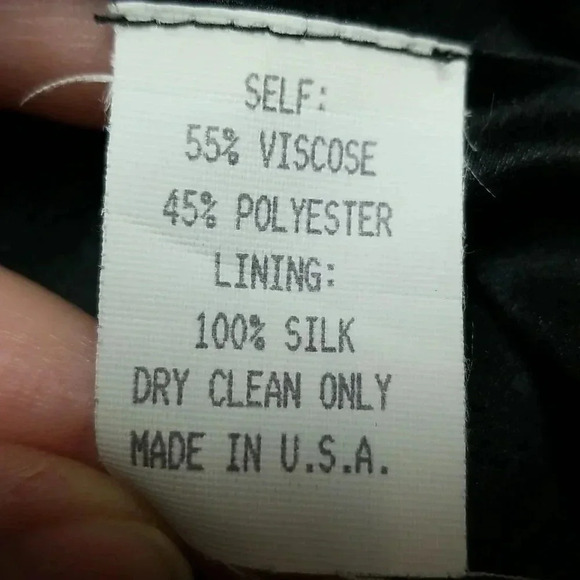 SELF:
55% VISCOSE
45% POLYESTER
LINING:
100% SILK
DRY CLEAN ONLY
MADE IN U.S.A.